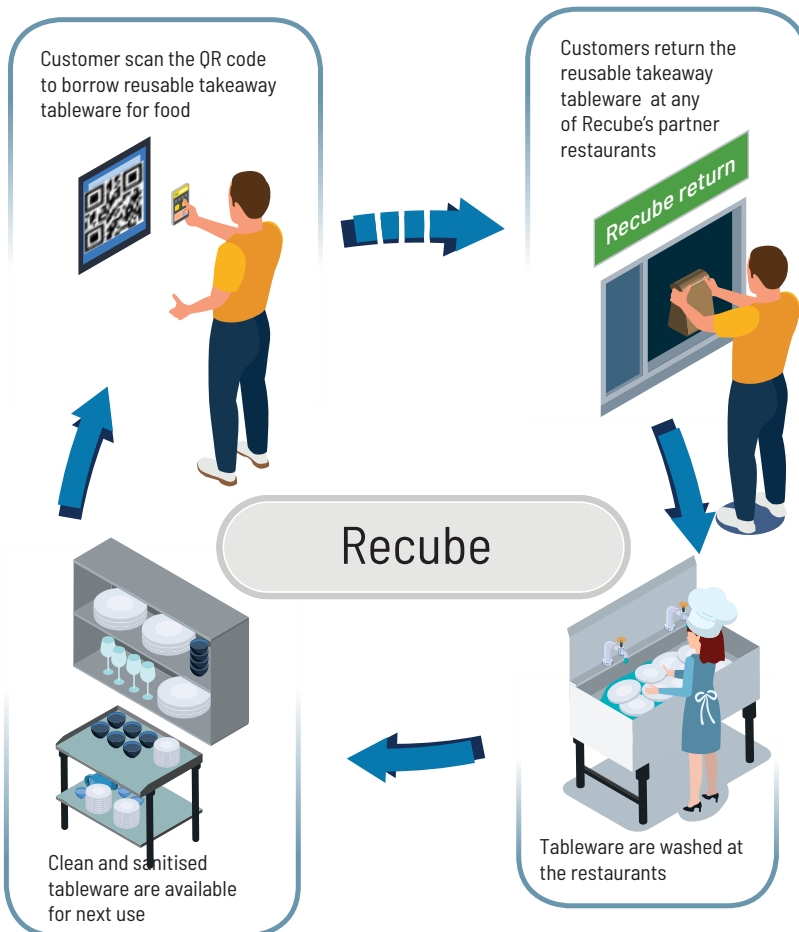 Customer scan the QR code
to borrow reusable takeaway
tableware for food
Customers return the
reusable takeaway
tableware at any
of Recube's partner
restaurants
Recube return
Recube
Tableware are washed at
the restaurants
Clean and sanitised
tableware are available
for next use